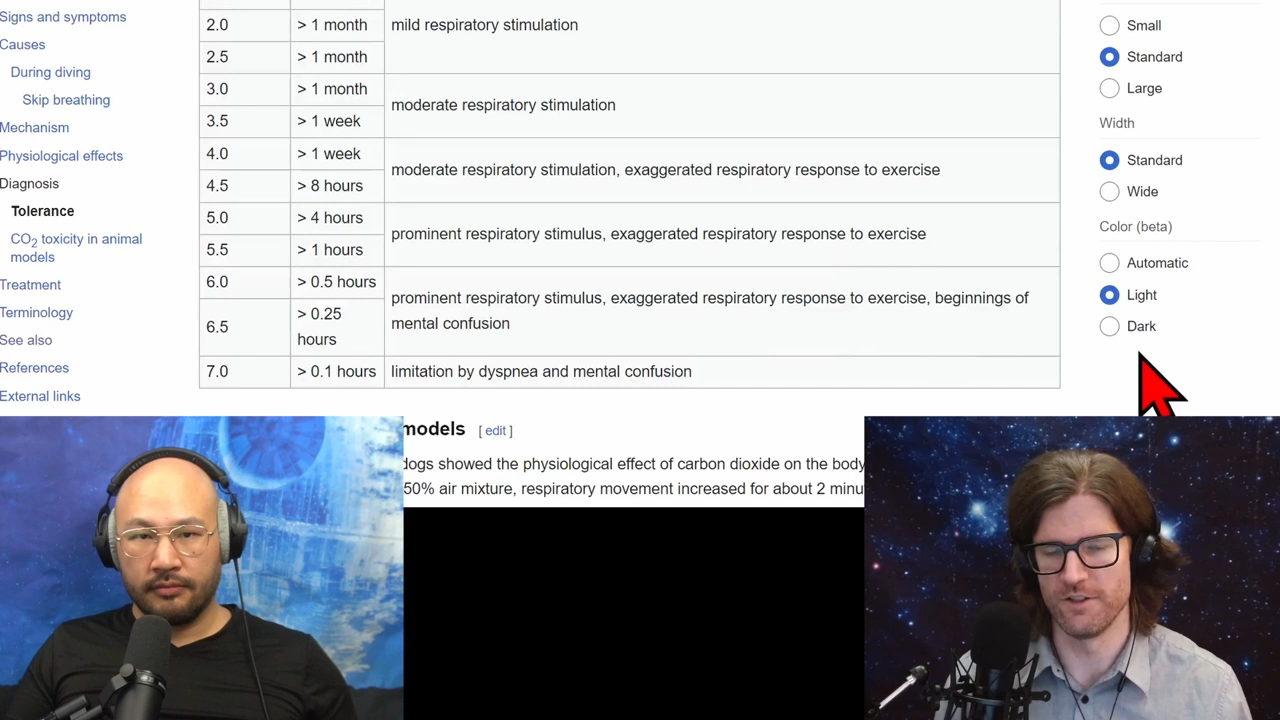 Signs and symptoms
Causes
During diving
Skip breathing
Mechanism
Physiological effects
Diagnosis
Tolerance
CO2 toxicity in animal
models
Treatment
Terminology
See also
References
External links
2.0 > 1 month mild respiratory stimulation
2.5 > 1 month
3.0 > 1 month moderate respiratory stimulation
3.5 > 1 week
4.0 > 1 week moderate respiratory stimulation, exaggerated respiratory response to exercise
4.5 > 8 hours
5.0 > 4 hours prominent respiratory stimulus, exaggerated respiratory response to exercise
5.5 > 1 hours
6.0 > 0.5 hours prominent respiratory stimulus, exaggerated respiratory response to exercise, beginnings of
mental confusion
6.5 > 0.25
hours
7.0 > 0.1 hours limitation by dyspnea and mental confusion
models [ edit ]
dogs showed the physiological effect of carbon dioxide on the body
50% air mixture, respiratory movement increased for about 2 minu
Small
Standard
Large
Width
Standard
Wide
Color (beta)
Automatic
Light
Dark